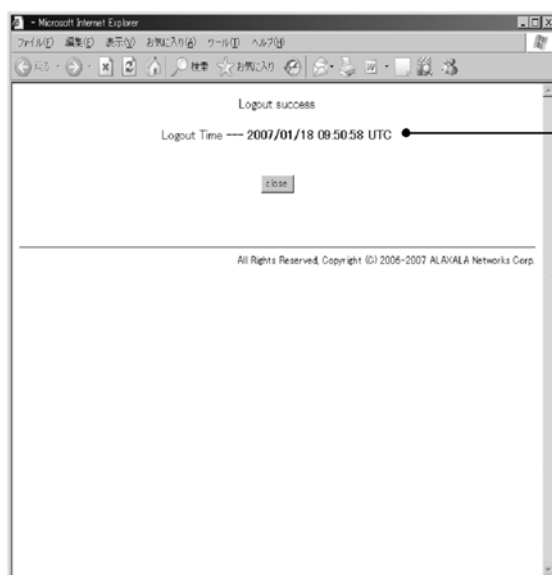 - Microsoft Internet Explorer
ファイル(F) 編集(E) 表示(V) お気に入り(A) ツール(T) ヘルプ(H)
戻る 検索 お気に入り
Logout success
Logout Time --- 2007/01/18 09:50:58 UTC
close
All Rights Reserved, Copyright (C) 2006-2007 ALAXALA Networks Corp.